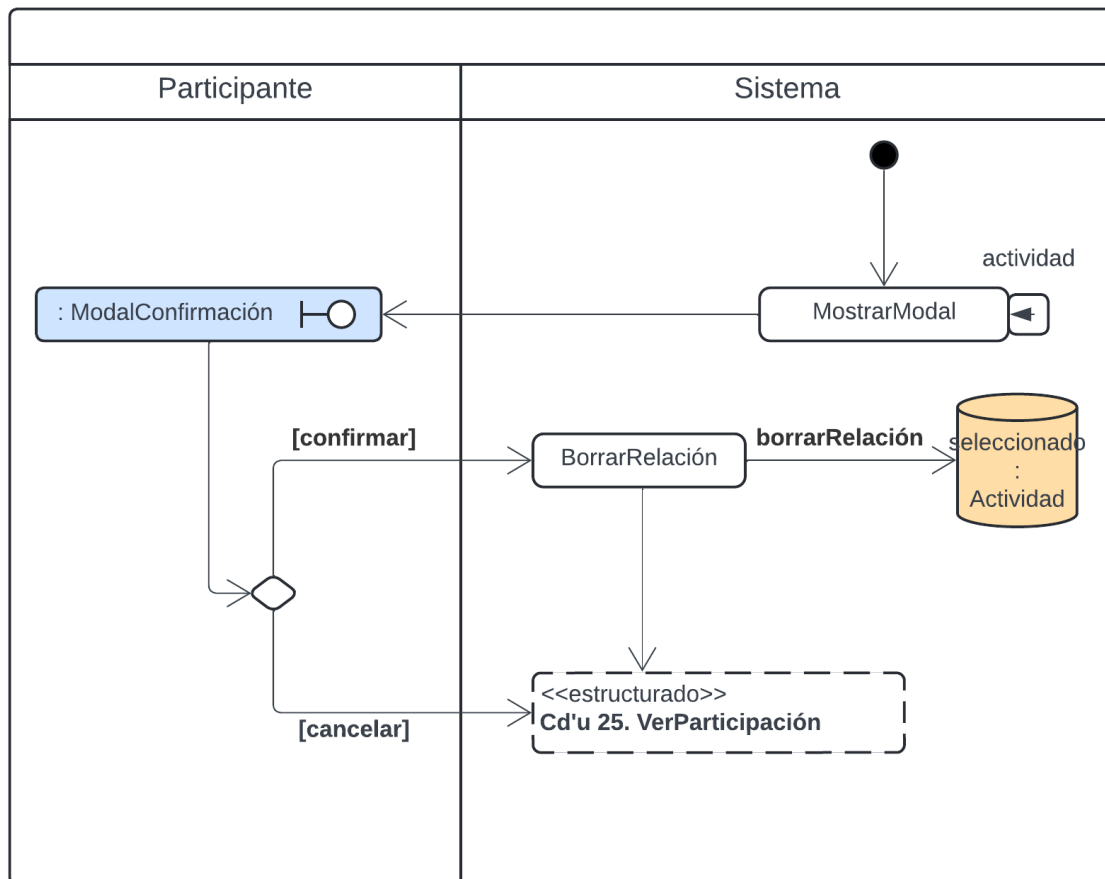 Participante
Sistema
actividad
: ModalConfirmación
MostrarModal
[confirmar]
BorrarRelación
borrarRelación
seleccionado
:
Actividad
<<estructurado>>
Cd'u 25. VerParticipación
[cancelar]